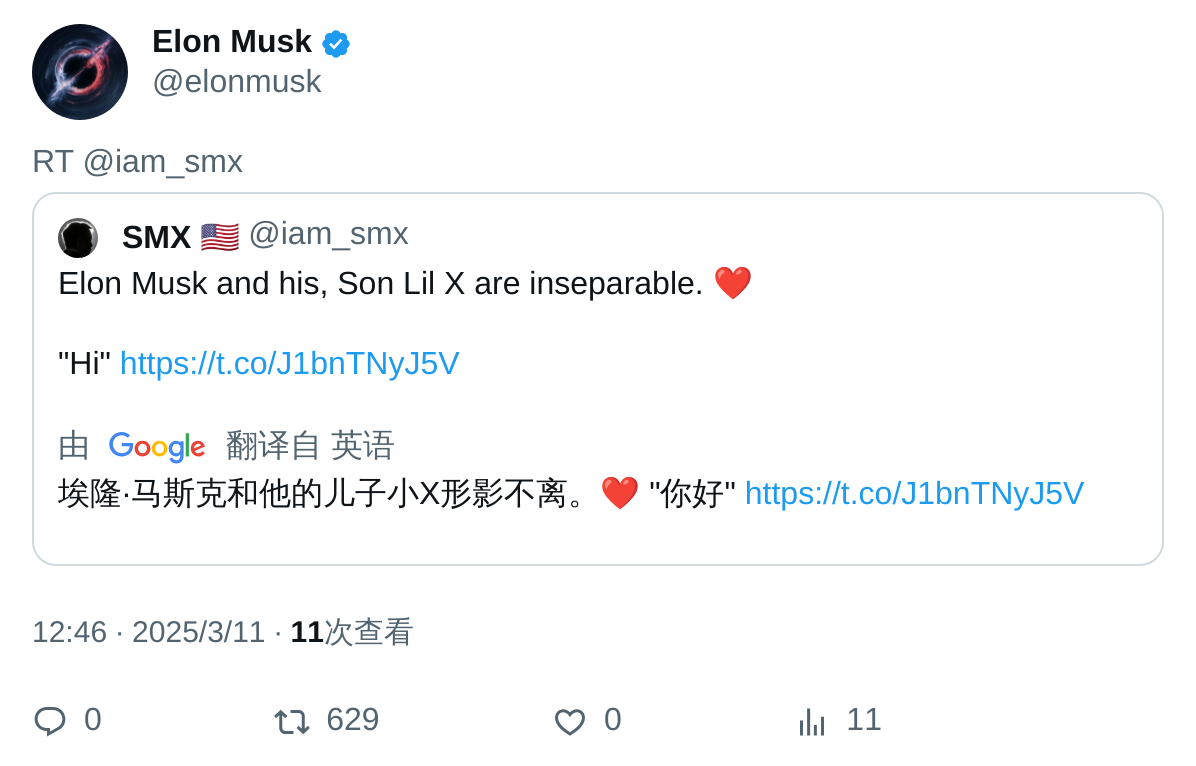 Elon Musk
@elonmusk
RT @iam_smx
SMX 🇺🇸 @iam_smx
Elon Musk and his, Son Lil X are inseparable. ❤️
"Hi" https://t.co/J1bnTNyJ5V
由 Google 翻译自 英语
埃隆·马斯克和他的儿子小X形影不离。❤️ "你好" https://t.co/J1bnTNyJ5V
12:46 · 2025/3/11 · 11次查看
0 629 0 11